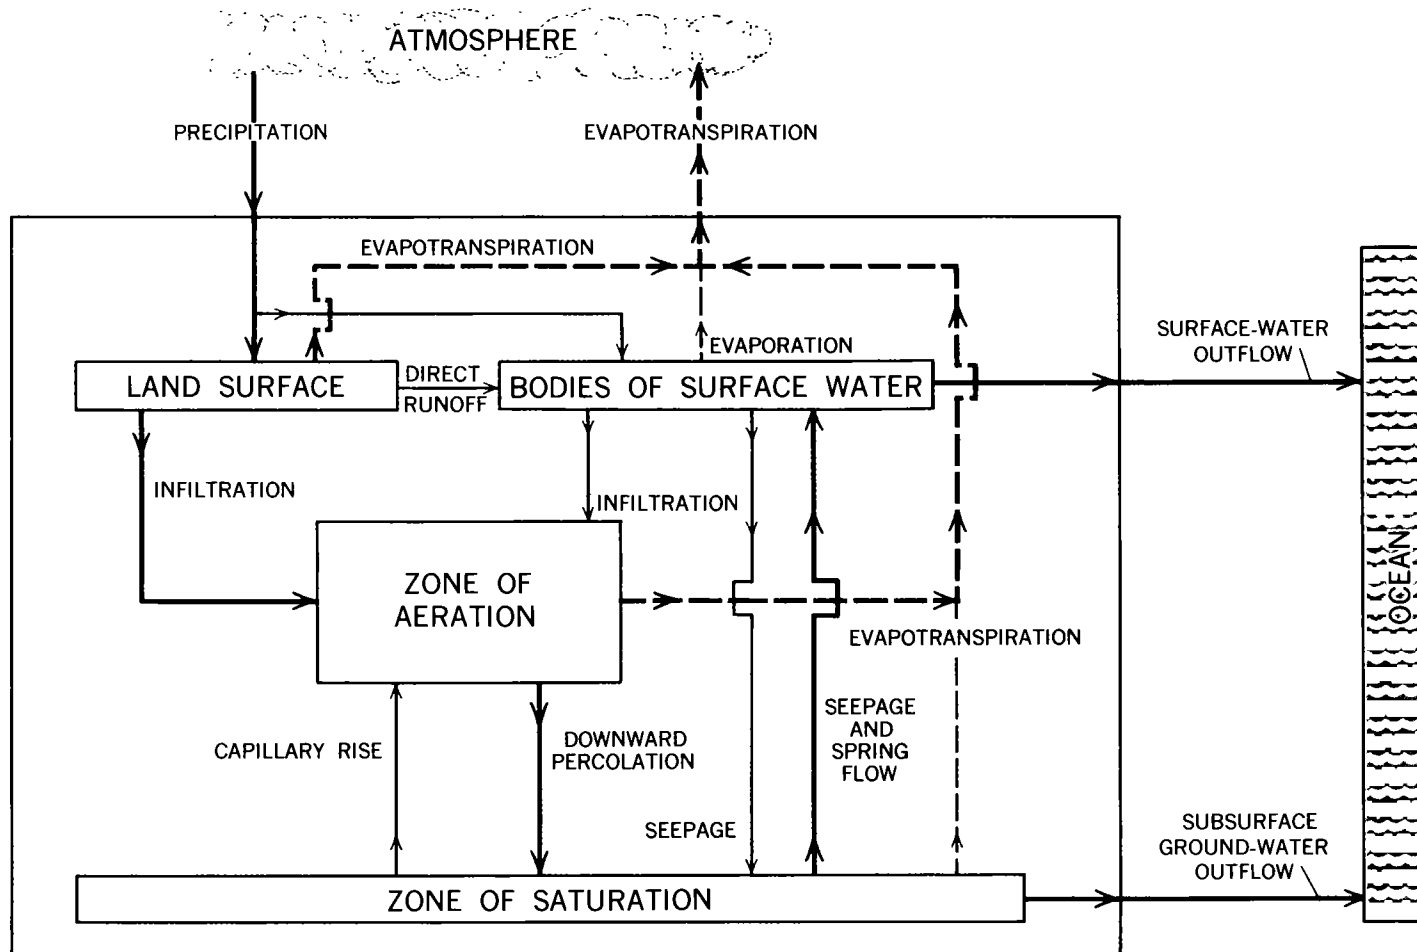 ATMOSPHERE
PRECIPITATION
EVAPOTRANSPIRATION
EVAPOTRANSPIRATION
SURFACE-WATER
OUTFLOW
EVAPORATION
LAND SURFACE
DIRECT
RUNOFF
BODIES OF SURFACE WATER
INFILTRATION
INFILTRATION
OCEAN
ZONE OF
AERATION
EVAPOTRANSPIRATION
CAPILLARY RISE
DOWNWARD
PERCOLATION
SEEPAGE
AND
SPRING
FLOW
SEEPAGE
SUBSURFACE
GROUND-WATER
OUTFLOW
ZONE OF SATURATION